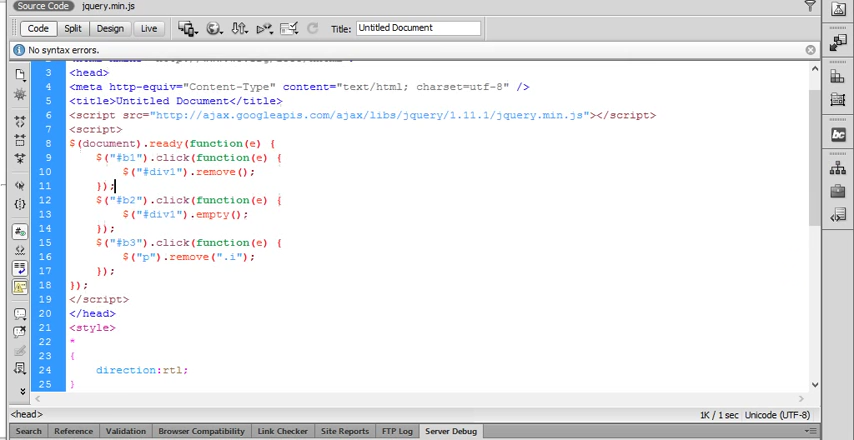 Source Code jquery.min.js
Code Split Design Live Title: Untitled Document
No syntax errors.
3 <head>
4 <meta http-equiv="Content-Type" content="text/html; charset=utf-8" />
5 <title>Untitled Document</title>
6 <script src="http://ajax.googleapis.com/ajax/libs/jquery/1.11.1/jquery.min.js"></script>
7 <script>
8 $(document).ready(function(e) {
9 $("#b1").click(function(e) {
10 $("#div1").remove();
11 });
12 $("#b2").click(function(e) {
13 $("#div1").empty();
14 });
15 $("#b3").click(function(e) {
16 $("p").remove(".i");
17 });
18 });
19 </script>
20 </head>
21 <style>
22 *
23 {
24 direction:rtl;
25 }
<head> 1K / 1 sec Unicode (UTF-8)
Search Reference Validation Browser Compatibility Link Checker Site Reports FTP Log Server Debug